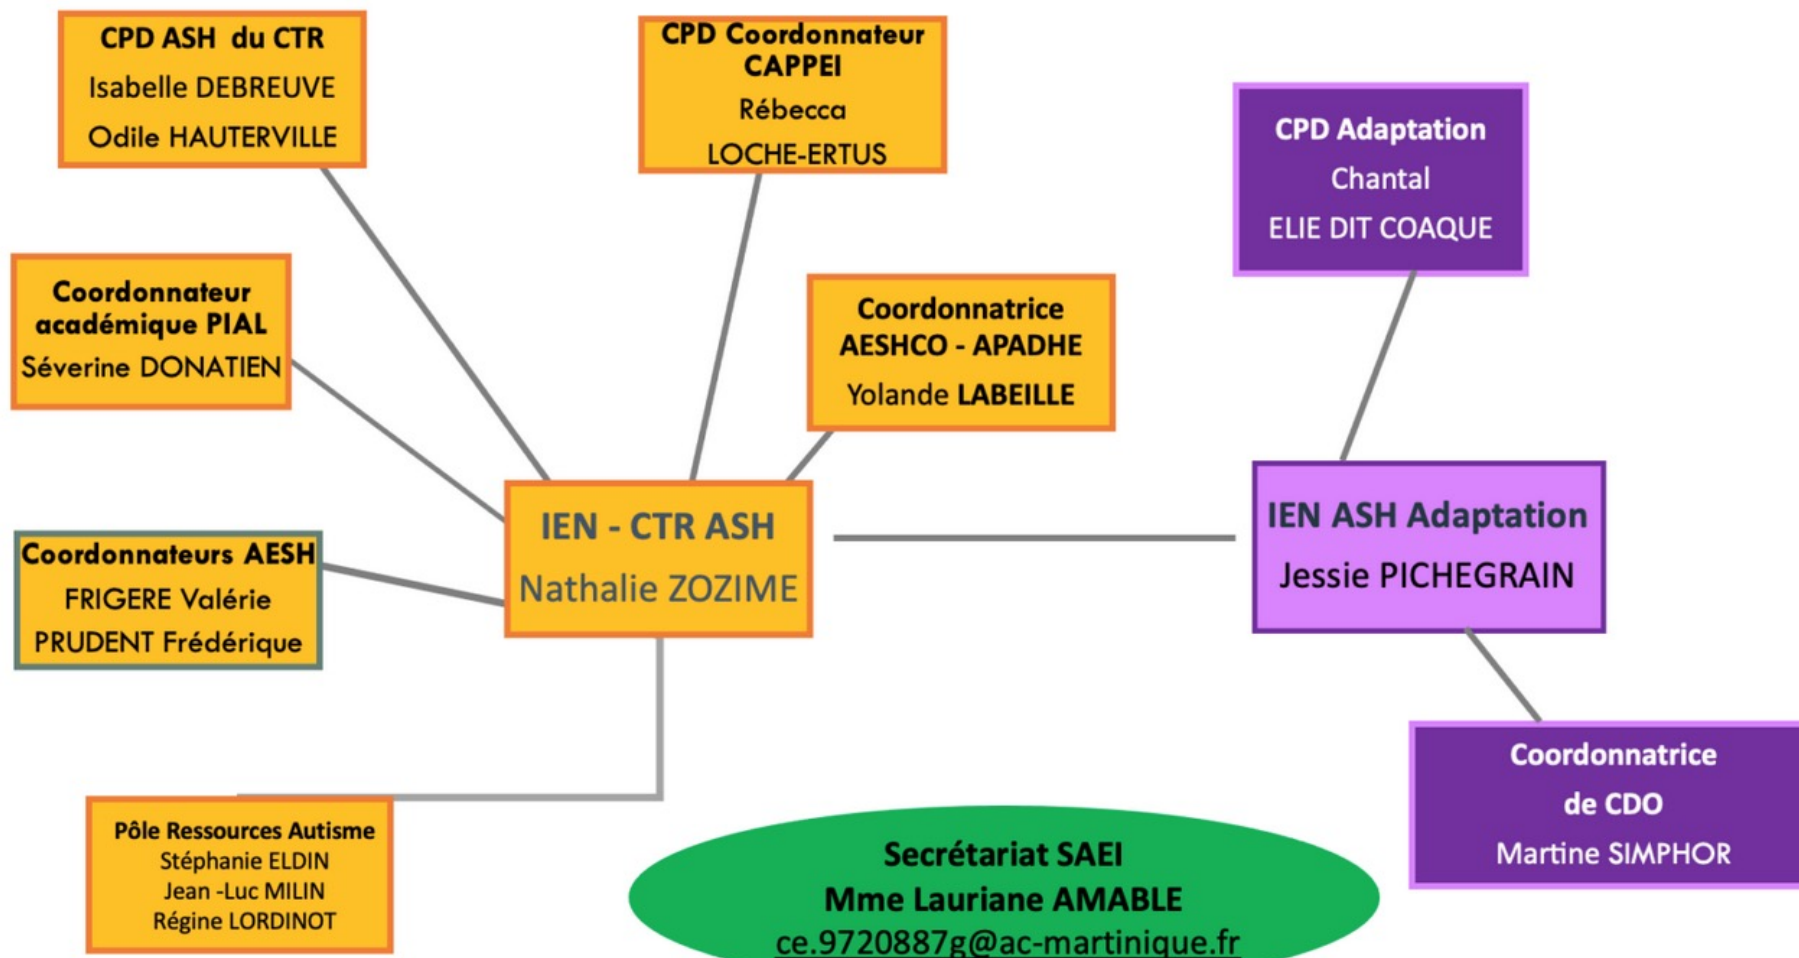 CPD ASH du CTR
Isabelle DEBREUVE
Odile HAUTERVILLE
CPD Coordonnateur
CAPPEI
Rébecca
LOCHE-ERTUS
CPD Adaptation
Chantal
ELIE DIT COAQUE
Coordonnateur
académique PIAL
Séverine DONATIEN
Coordonnatrice
AESHCO - APADHE
Yolande LABEILLE
IEN - CTR ASH
Nathalie ZOZIME
IEN ASH Adaptation
Jessie PICHEGRAIN
Coordonnateurs AESH
FRIGERE Valérie
PRUDENT Frédérique
Pôle Ressources Autisme
Stéphanie ELDIN
Jean -Luc MILIN
Régine LORDINOT
Secrétariat SAEI
Mme Lauriane AMABLE
ce.9720887g@ac-martinique.fr
Coordonnatrice
de CDO
Martine SIMPHOR